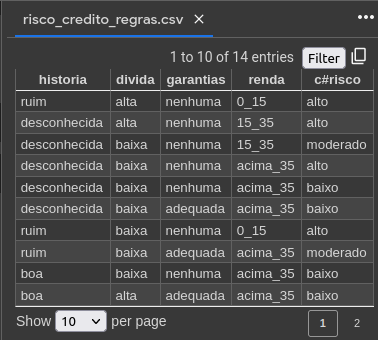 risco_credito_regras.csv ×
1 to 10 of 14 entries Filter
historia divida garantias renda c#risco
ruim alta nenhuma 0_15 alto
desconhecida alta nenhuma 15_35 alto
desconhecida baixa nenhuma 15_35 moderado
desconhecida baixa nenhuma acima_35 alto
desconhecida baixa nenhuma acima_35 baixo
desconhecida baixa adequada acima_35 baixo
ruim baixa nenhuma 0_15 alto
ruim baixa adequada acima_35 moderado
boa baixa nenhuma acima_35 baixo
boa alta adequada acima_35 baixo
Show 10 per page 1 2